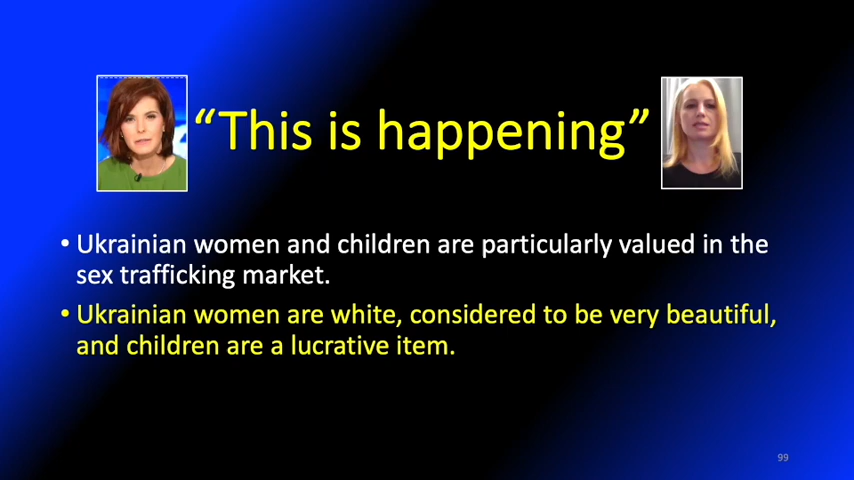 “This is happening”
• Ukrainian women and children are particularly valued in the
sex trafficking market.
• Ukrainian women are white, considered to be very beautiful,
and children are a lucrative item.
99